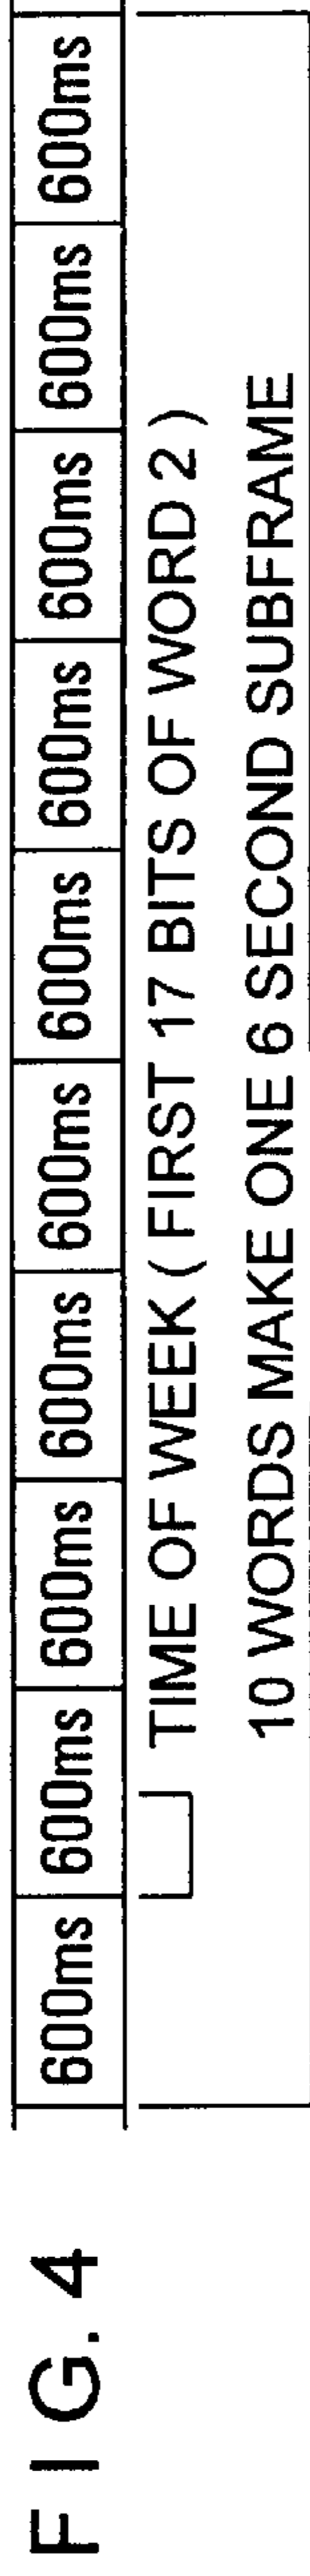 FIG. 4
600ms 600ms 600ms 600ms 600ms 600ms 600ms 600ms 600ms 600ms
TIME OF WEEK ( FIRST 17 BITS OF WORD 2 )
10 WORDS MAKE ONE 6 SECOND SUBFRAME